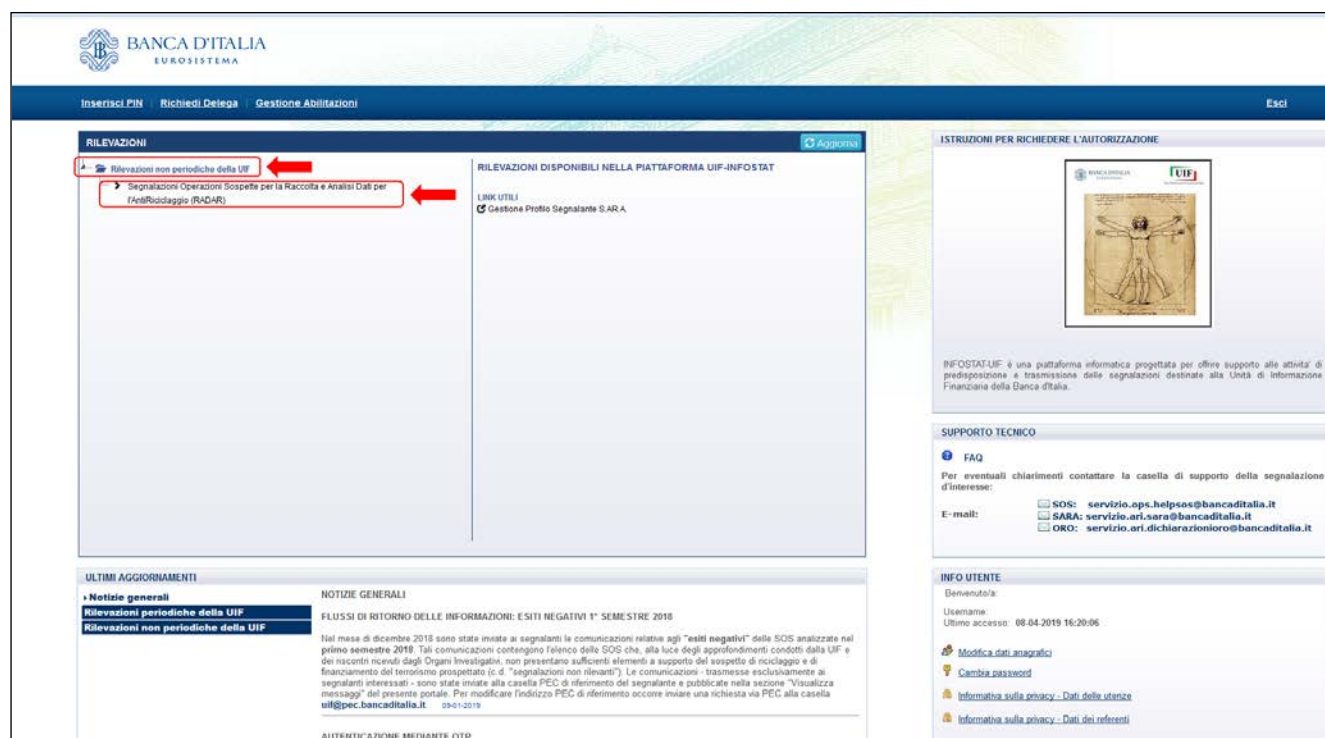 BANCA D'ITALIA
EUROSISTEMA
Inserisci PIN
Richiedi Delega
Gestione Abilitazioni
Esci
RILEVAZIONI
Aggiorna
Rilevazioni non periodiche della UIF
Segnalazioni Operazioni Sospette per la Raccolta e Analisi Dati per
l'AntiRiciclaggio (RADAR)
RILEVAZIONI DISPONIBILI NELLA PIATTAFORMA UIF-INFOSTAT
LINK UTILI
Gestione Profilo Segnalante S.AR.A.
ISTRUZIONI PER RICHIEDERE L'AUTORIZZAZIONE
BANCA D'ITALIA
UIF
INFOSTAT-UIF è una piattaforma informatica progettata per offrire supporto alle attivita' di
predisposizione e trasmissione delle segnalazioni destinate alla Unità di Informazione
Finanziaria della Banca d'Italia.
SUPPORTO TECNICO
FAQ
Per eventuali chiarimenti contattare la casella di supporto della segnalazione
d'interesse:
E-mail:
SOS: servizio.ops.helpsos@bancaditalia.it
SARA: servizio.ari.sara@bancaditalia.it
ORO: servizio.ari.dichiarazionioro@bancaditalia.it
ULTIMI AGGIORNAMENTI
Notizie generali
Rilevazioni periodiche della UIF
Rilevazioni non periodiche della UIF
NOTIZIE GENERALI
FLUSSI DI RITORNO DELLE INFORMAZIONI: ESITI NEGATIVI 1° SEMESTRE 2018
Nel mese di dicembre 2018 sono state inviate ai segnalanti le comunicazioni relative agli "esiti negativi" delle SOS analizzate nel
primo semestre 2018. Tali comunicazioni contengono l'elenco delle SOS che, alla luce degli approfondimenti condotti dalla UIF e
dei riscontri ricevuti dagli Organi Investigativi, non presentano sufficienti elementi a supporto del sospetto di riciclaggio e di
finanziamento del terrorismo prospettato (c.d. "segnalazioni non rilevanti"). Le comunicazioni - trasmesse esclusivamente ai
segnalanti interessati - sono state inviate alla casella PEC di riferimento del segnalante e pubblicate nella sezione "Visualizza
messaggi" del presente portale. Per modificare l'indirizzo PEC di riferimento occorre inviare una richiesta via PEC alla casella
uif@pec.bancaditalia.it 09-01-2019
AUTENTICAZIONE MEDIANTE OTP
INFO UTENTE
Benvenuto/a:
Username:
Ultimo accesso: 08-04-2019 16:20:06
Modifica dati anagrafici
Cambia password
Informativa sulla privacy - Dati delle utenze
Informativa sulla privacy - Dati dei referenti